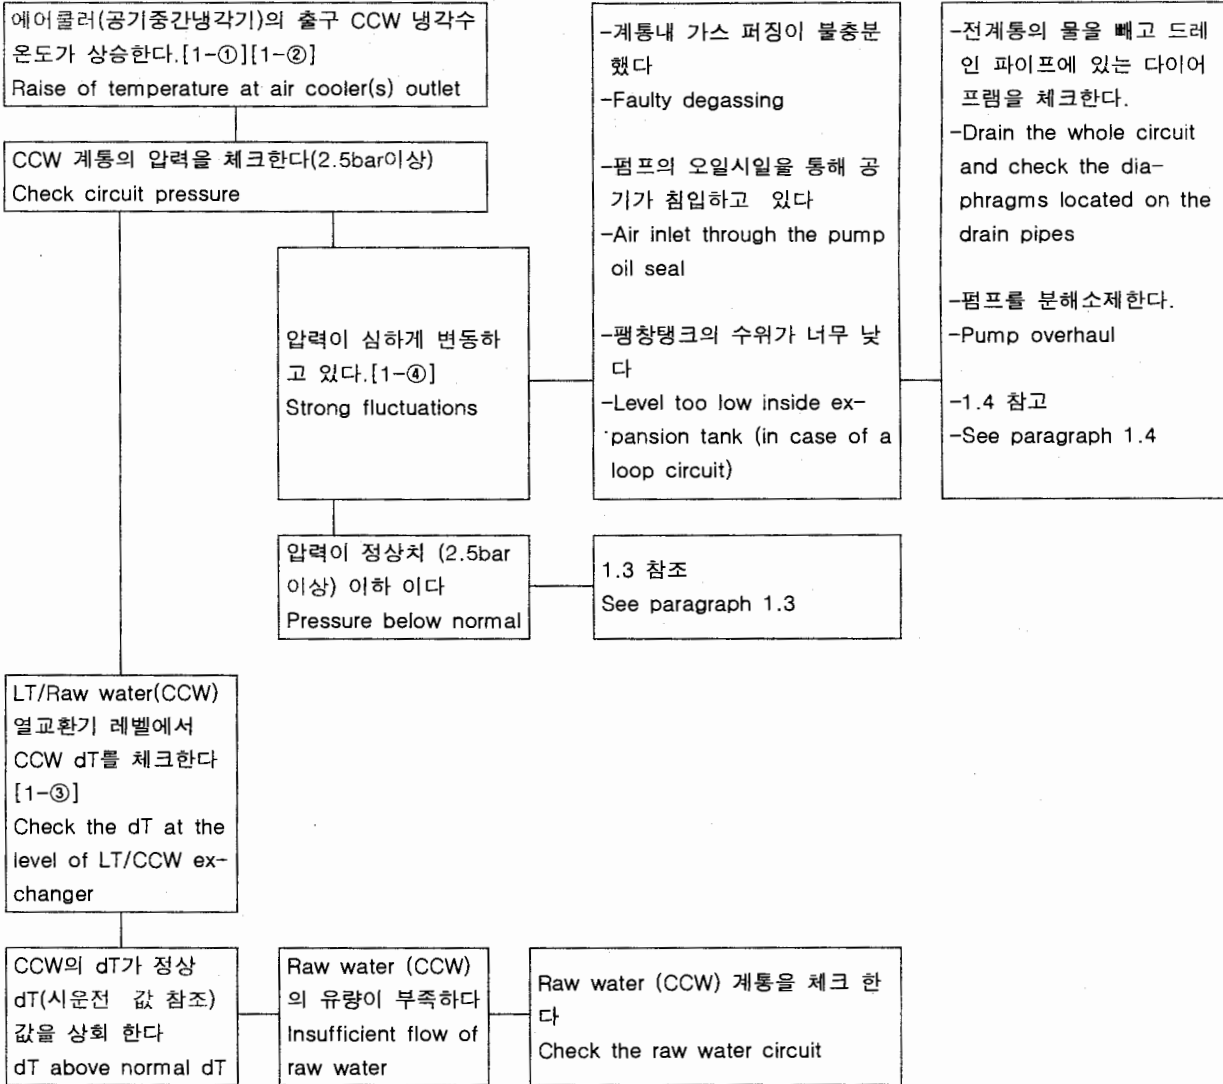 에어쿨러(공기중간냉각기)의 출구 CCW 냉각수
온도가 상승한다.[1-①][1-②]
Raise of temperature at air cooler(s) outlet
CCW 계통의 압력을 체크한다(2.5bar이상)
Check circuit pressure
압력이 심하게 변동하
고 있다.[1-④]
Strong fluctuations
-계통내 가스 퍼징이 불충분
했다
-Faulty degassing
-펌프의 오일시일을 통해 공
기가 침입하고 있다
-Air inlet through the pump
oil seal
-팽창탱크의 수위가 너무 낮
다
-Level too low inside ex-
pansion tank (in case of a
loop circuit)
-전계통의 물을 빼고 드레
인 파이프에 있는 다이어
프램을 체크한다.
-Drain the whole circuit
and check the dia-
phragms located on the
drain pipes
-펌프를 분해소제한다.
-Pump overhaul
-1.4 참고
-See paragraph 1.4
압력이 정상치 (2.5bar
이상) 이하 이다
Pressure below normal
1.3 참조
See paragraph 1.3
LT/Raw water(CCW)
열교환기 레벨에서
CCW dT를 체크한다
[1-③]
Check the dT at the
level of LT/CCW ex-
changer
CCW의 dT가 정상
dT(시운전 값 참조)
값을 상회 한다
dT above normal dT
Raw water (CCW)
의 유량이 부족하다
Insufficient flow of
raw water
Raw water (CCW) 계통을 체크 한
다
Check the raw water circuit